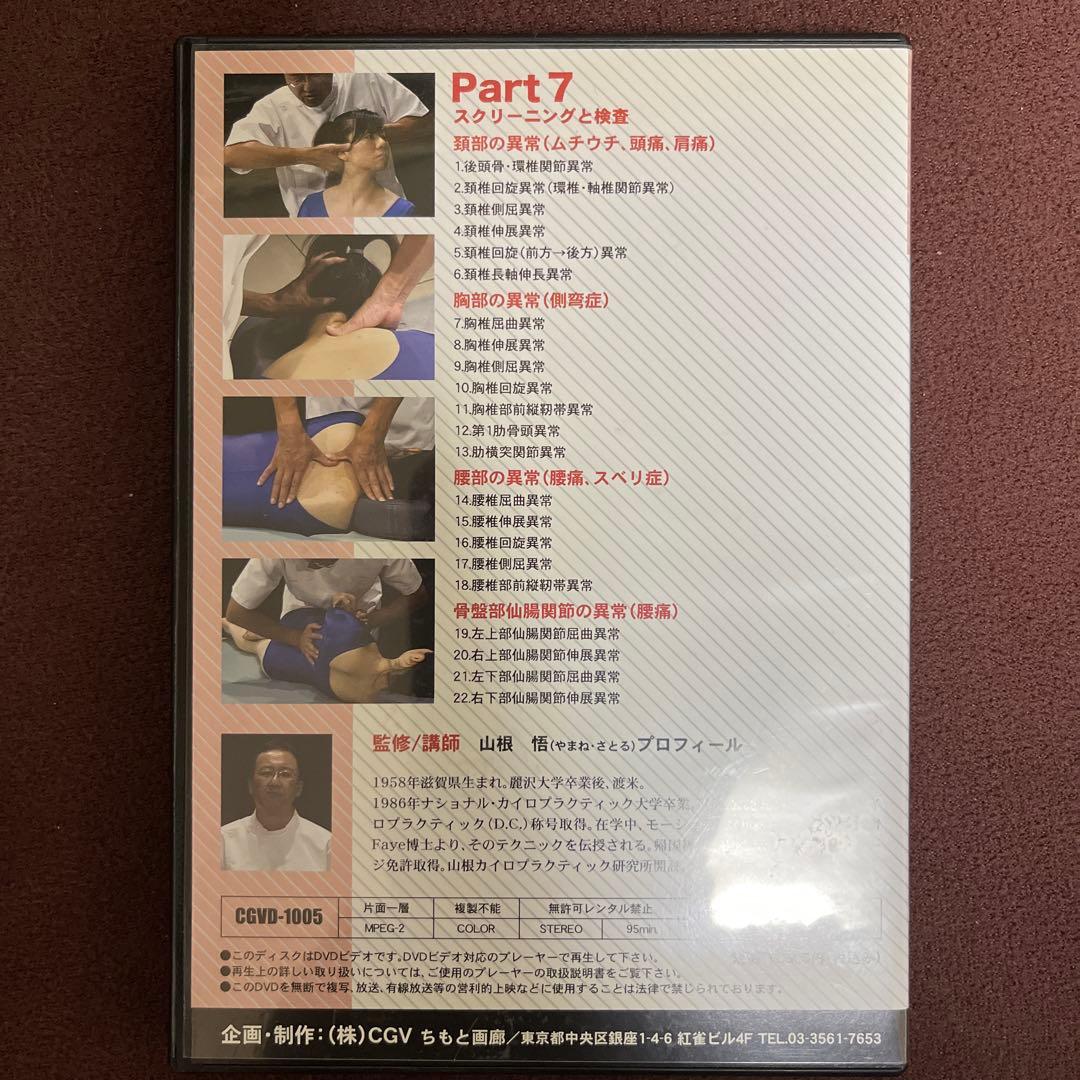 Part 7
スクリーニングと検査
頚部の異常(ムチウチ、頭痛、肩痛)
1.後頭骨・環椎関節異常
2.頚椎回旋異常(環椎・軸椎関節異常)
3.頚椎側屈異常
4.頚椎伸展異常
5.頚椎回旋(前方→後方)異常
6.頚椎長軸伸長異常
胸部の異常(側弯症)
7.胸椎屈曲異常
8.胸椎伸展異常
9.胸椎側屈異常
10.胸椎回旋異常
11.胸椎部前縦靭帯異常
12.第1肋骨頭異常
13.肋横突関節異常
腰部の異常(腰痛、スベリ症)
14.腰椎屈曲異常
15.腰椎伸展異常
16.腰椎回旋異常
17.腰椎側屈異常
18.腰椎部前縦靭帯異常
骨盤部仙腸関節の異常(腰痛)
19.左上部仙腸関節屈曲異常
20.右上部仙腸関節伸展異常
21.左下部仙腸関節屈曲異常
22.右下部仙腸関節伸展異常
監修/講師 山根 悟(やまね・さとる)プロフィール
1958年滋賀県生まれ。麗沢大学卒業後、渡米。
1986年ナショナル・カイロプラクティック大学卒業。
ロプラクティック(D.C.)称号取得。在学中、モーシ
Faye博士より、そのテクニックを伝授される。帰国
ジ免許取得。山根カイロプラクティック研究所開設
CGVD-1005 片面一層 複製不能 無許可レンタル禁止
MPEG-2 COLOR STEREO 95min.
●このディスクはDVDビデオです。DVDビデオ対応のプレーヤーで再生して下さい。
●再生上の詳しい取り扱いについては、ご使用のプレーヤーの取扱説明書をご覧下さい。
●このDVDを無断で複写、放送、有線放送等の営利的上映などに使用することは法律で禁じられております。
企画・制作:(株)CGV ちもと画廊/東京都中央区銀座1-4-6 紅雀ビル4F TEL.03-3561-7653